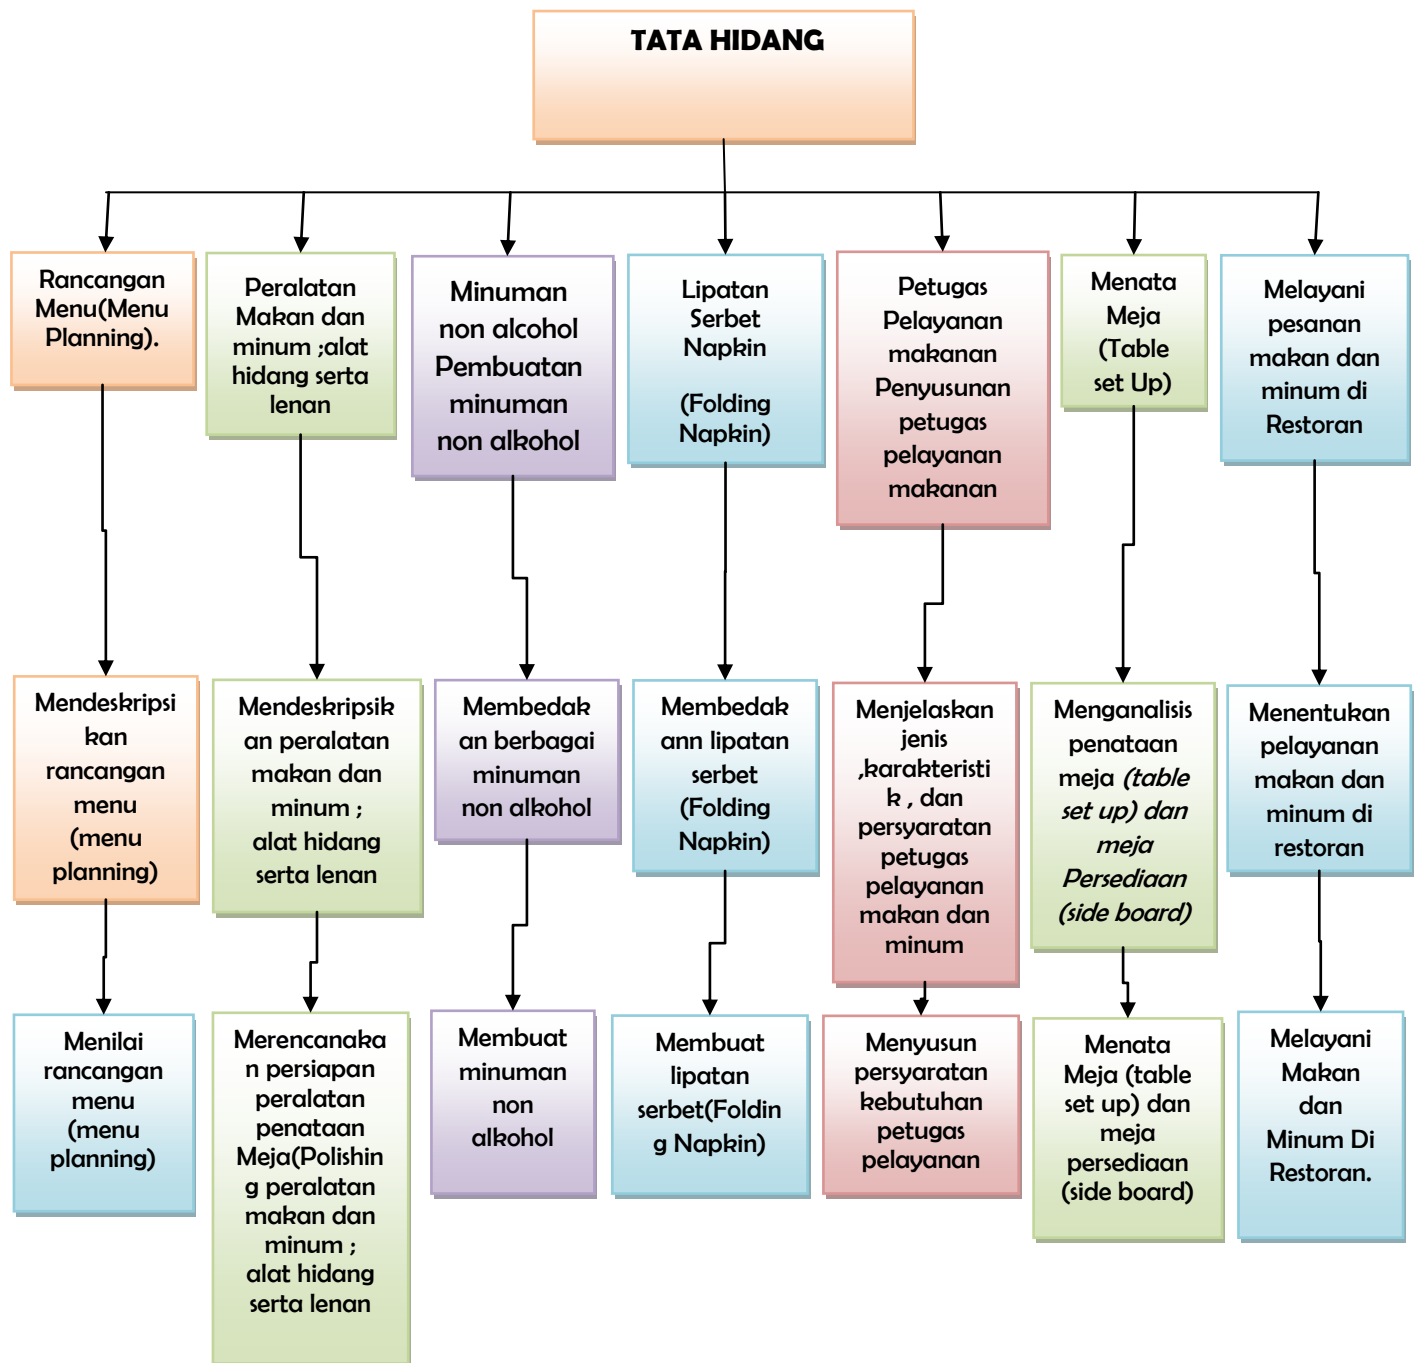 TATA HIDANG
Rancangan
Menu(Menu
Planning).
Peralatan
Makan dan
minum ;alat
hidang serta
lenan
Minuman
non alcohol
Pembuatan
minuman
non alkohol
Lipatan
Serbet
Napkin
(Folding
Napkin)
Petugas
Pelayanan
makanan
Penyusunan
petugas
pelayanan
makanan
Menata
Meja
(Table
set Up)
Melayani
pesanan
makan dan
minum di
Restoran
Mendeskripsi
kan
rancangan
menu
(menu
planning)
Mendeskripsik
an peralatan
makan dan
minum ;
alat hidang
serta lenan
Membedak
an berbagai
minuman
non alkohol
Membedak
ann lipatan
serbet
(Folding
Napkin)
Menjelaskan
jenis
,karakteristi
k , dan
persyaratan
petugas
pelayanan
makan dan
minum
Menganalisis
penataan
meja (table
set up) dan
meja
Persediaan
(side board)
Menentukan
pelayanan
makan dan
minum di
restoran
Menilai
rancangan
menu
(menu
planning)
Merencanaka
n persiapan
peralatan
penataan
Meja(Polishin
g peralatan
makan dan
minum ;
alat hidang
serta lenan
Membuat
minuman
non
alkohol
Membuat
lipatan
serbet(Foldin
g Napkin)
Menyusun
persyaratan
kebutuhan
petugas
pelayanan
Menata
Meja (table
set up) dan
meja
persediaan
(side board)
Melayani
Makan
dan
Minum Di
Restoran.